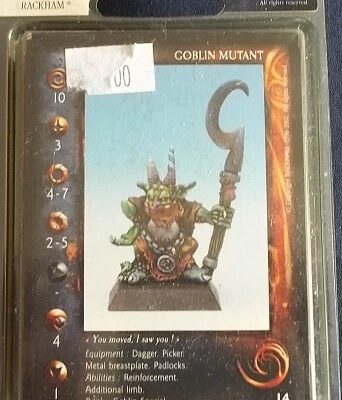 RACKHAM®
All rights reserved.
GOBLIN MUTANT
00
10
3
4-7
2-5
-
4
1
« You moved, I saw you ! »
Equipment : Dagger. Picker.
Metal breastplate. Padlocks.
Abilities : Reinforcement.
Additional limb.
14